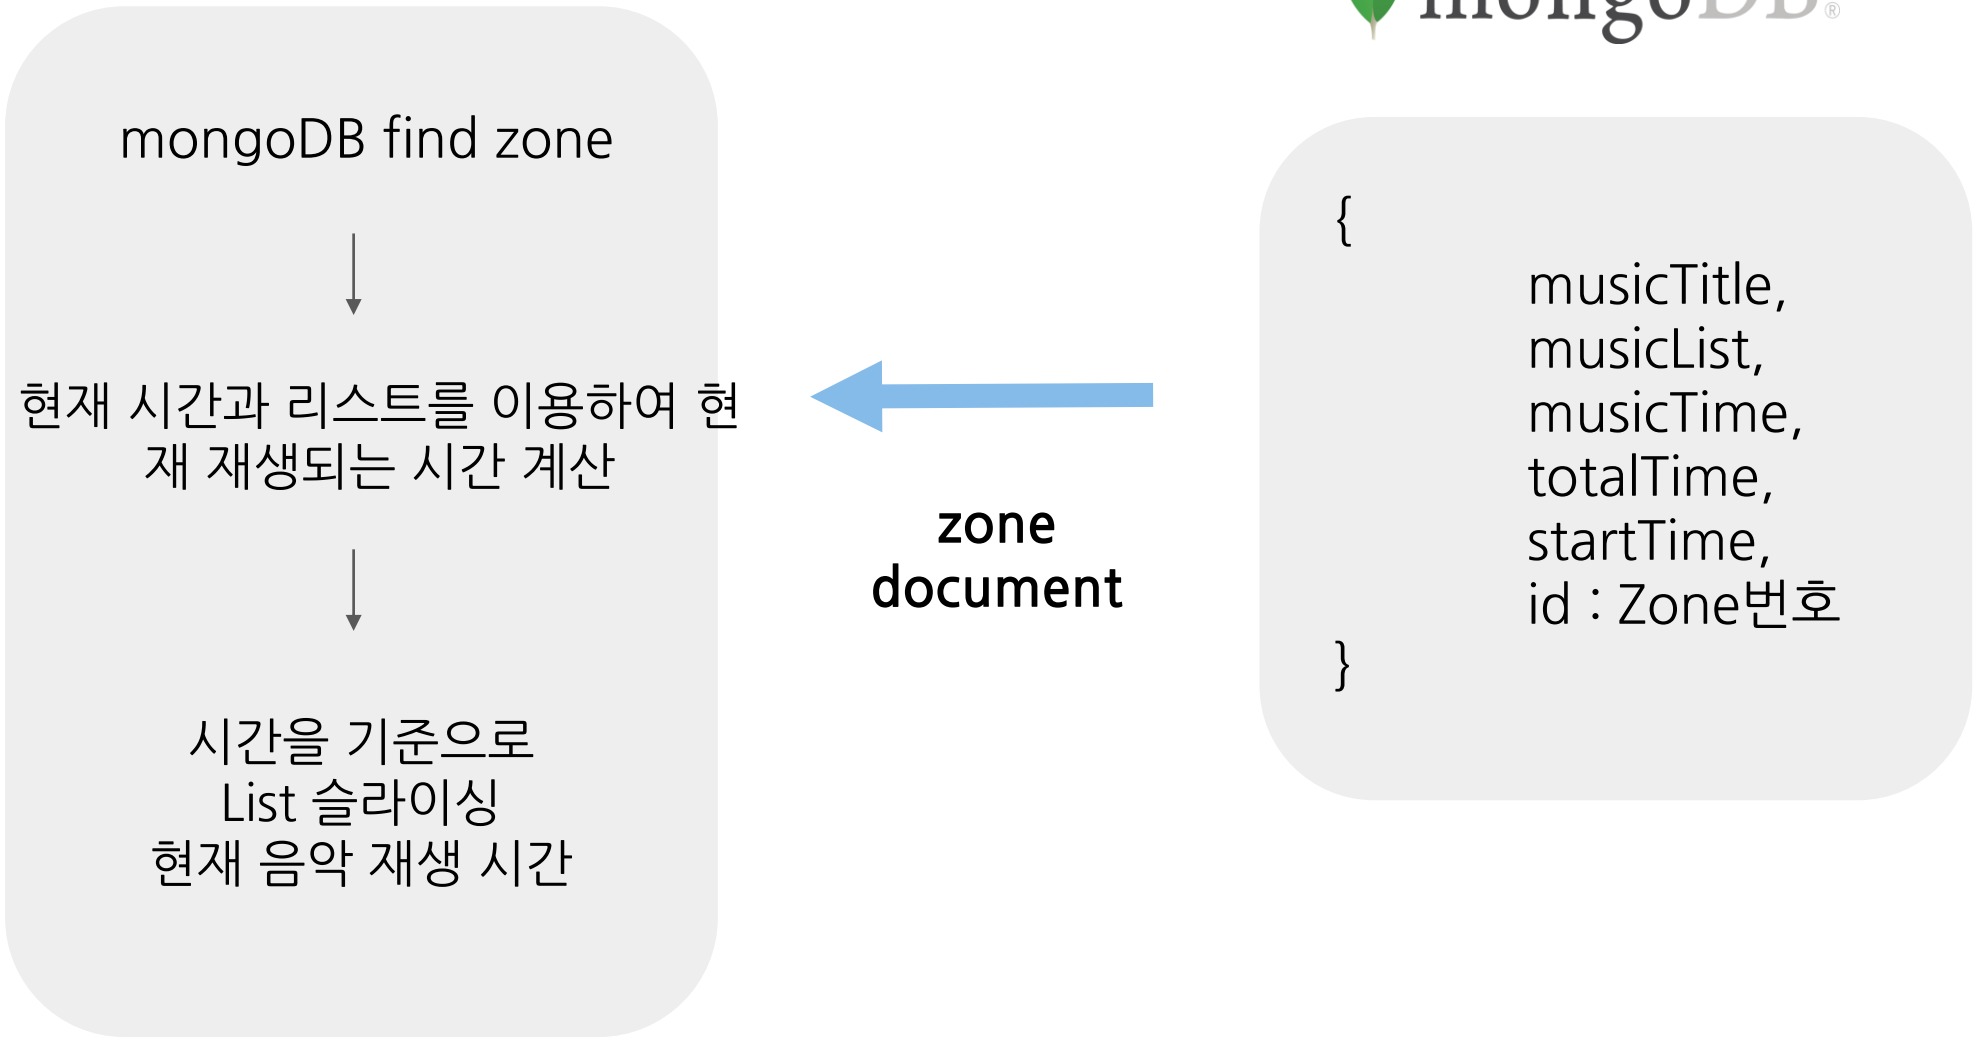 mongoDB®
mongoDB find zone
현재 시간과 리스트를 이용하여 현
재 재생되는 시간 계산
시간을 기준으로
List 슬라이싱
현재 음악 재생 시간
zone
document
{
musicTitle,
musicList,
musicTime,
totalTime,
startTime,
id : Zone번호
}